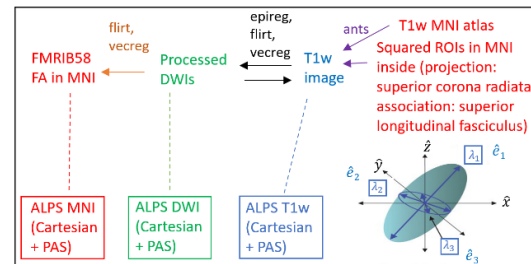 flirt,
vecreg
epireg,
flirt,
vecreg
ants
T1w MNI atlas
FMRIB58
FA in MNI
Processed
DWIs
T1w
image
Squared ROIs in MNI
inside (projection:
superior corona radiata
association: superior
longitudinal fasciculus)
ẑ
λ₁
ê₁
ê₂
ŷ
λ₂
x̂
λ₃
ê₃
ALPS MNI
(Cartesian
+ PAS)
ALPS DWI
(Cartesian
+ PAS)
ALPS T1w
(Cartesian
+ PAS)